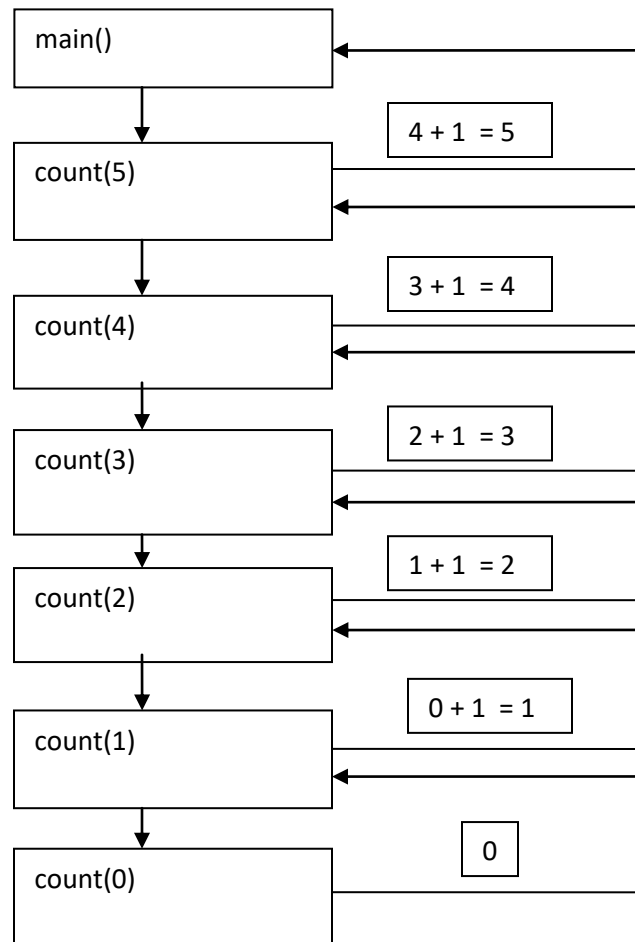 main()
4 + 1 = 5
count(5)
3 + 1 = 4
count(4)
2 + 1 = 3
count(3)
1 + 1 = 2
count(2)
0 + 1 = 1
count(1)
0
count(0)